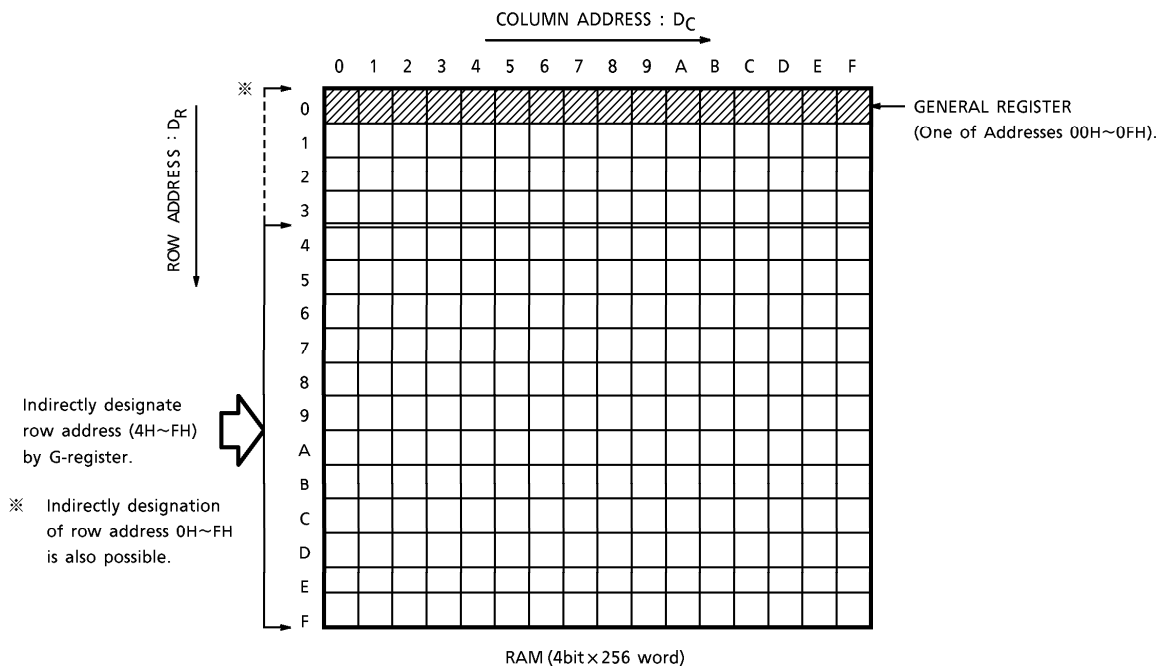 COLUMN ADDRESS : DC
0 1 2 3 4 5 6 7 8 9 A B C D E F
※
ROW ADDRESS : DR
0
1
2
3
4
5
6
7
8
9
A
B
C
D
E
F
GENERAL REGISTER
(One of Addresses 00H~0FH).
Indirectly designate
row address (4H~FH)
by G-register.
※ Indirectly designation
of row address 0H~FH
is also possible.
RAM (4bit×256 word)